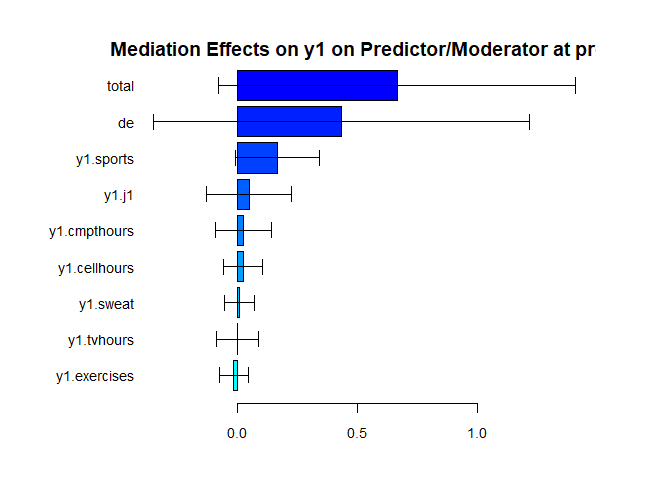 Mediation Effects on y1 on Predictor/Moderator at pr
total
de
y1.sports
y1.j1
y1.cmpthours
y1.cellhours
y1.sweat
y1.tvhours
y1.exercises
0.0 0.5 1.0